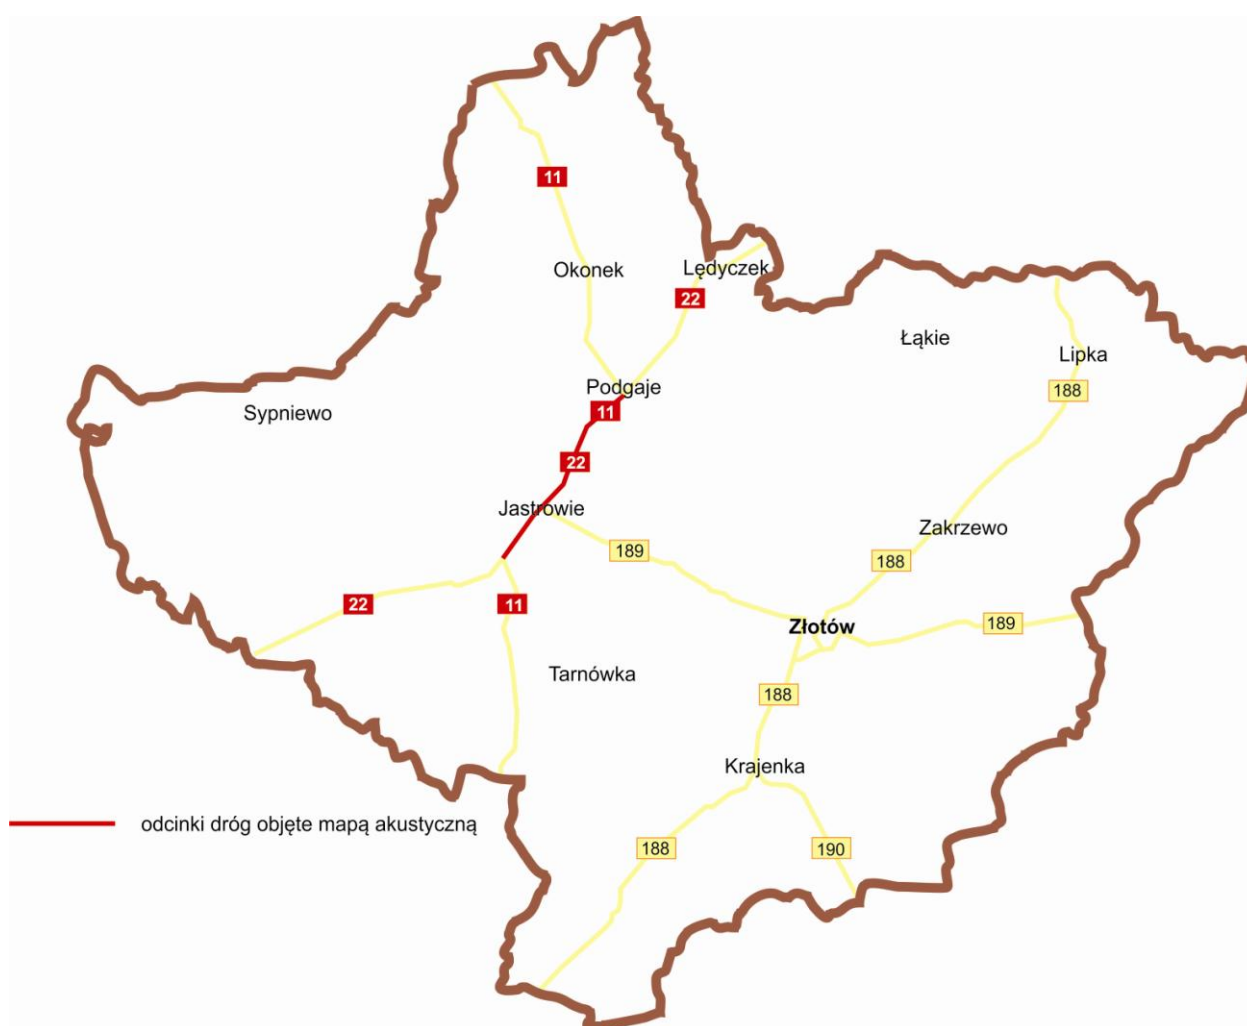 11
Okonek
Lędyczek
22
Łąkie
Lipka
Podgaje
188
11
Sypniewo
22
Jastrowie
Zakrzewo
189
188
22
11
Złotów
189
Tarnówka
188
Krajenka
odcinki dróg objęte mapą akustyczną
188
190